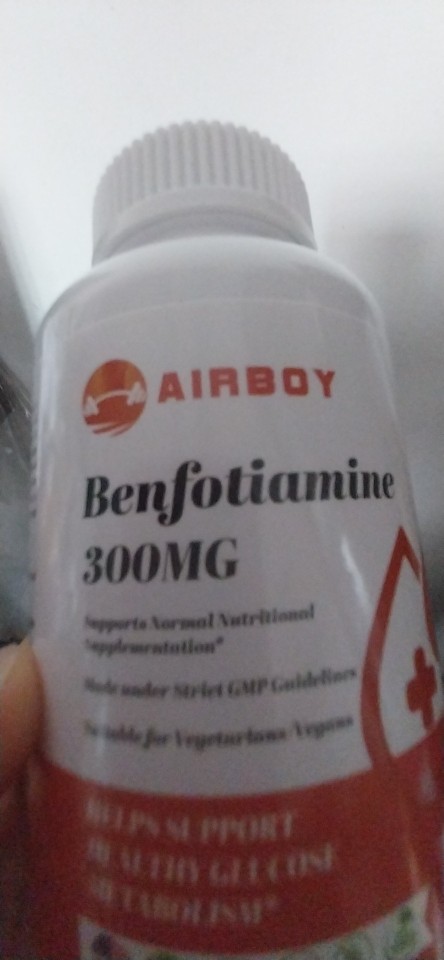 AIRBOY
Benfotiamine
300MG
Supports Normal Nutritional
Supplementation*
Made under Strict GMP Guidelines
Suitable for Vegetarians/Vegans
HELPS SUPPORT
HEALTHY GLUCOSE
METABOLISM*